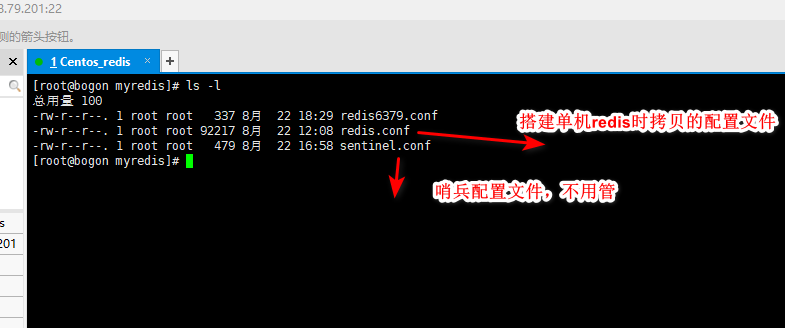 8.79.201:22
测的箭头按钮。
1 Centos_redis
[root@bogon myredis]# ls -l
总用量 100
-rw-r--r--. 1 root root 337 8月 22 18:29 redis6379.conf
-rw-r--r--. 1 root root 92217 8月 22 12:08 redis.conf
-rw-r--r--. 1 root root 479 8月 22 16:58 sentinel.conf
[root@bogon myredis]#
搭建单机redis时拷贝的配置文件
哨兵配置文件，不用管
s
201